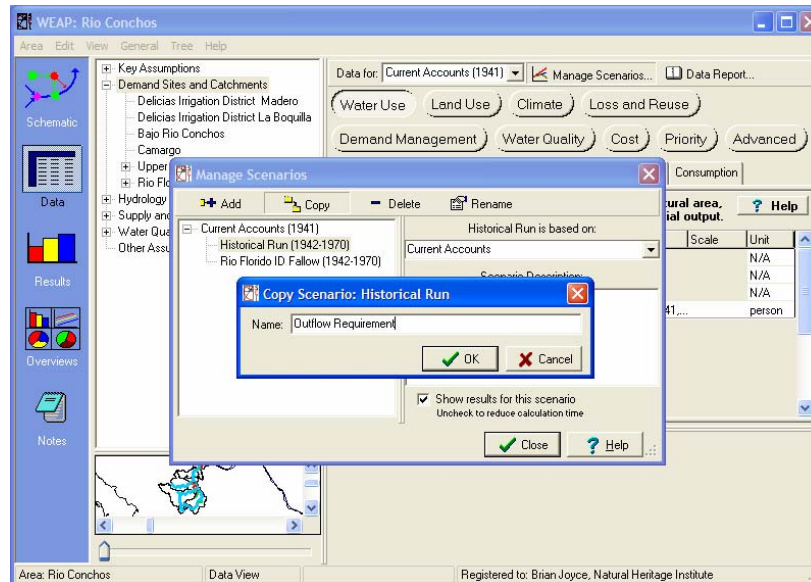 WEAP: Rio Conchos
Area Edit View General Tree Help
Schematic
Data
Results
Overviews
Notes
Key Assumptions
Demand Sites and Catchments
Delicias Irrigation District Madero
Delicias Irrigation District La Boquilla
Bajo Rio Conchos
Camargo
Upper
Rio Flo
Hydrology
Supply and
Water Qua
Other Assu
Data for: Current Accounts (1941) Manage Scenarios... Data Report...
Water Use Land Use Climate Loss and Reuse
Demand Management Water Quality Cost Priority Advanced
Consumption
ural area,
ial output.
? Help
Scale Unit
N/A
N/A
N/A
41,... person
Manage Scenarios
Add Copy Delete Rename
Current Accounts (1941)
Historical Run (1942-1970)
Rio Florido ID Fallow (1942-1970)
Historical Run is based on:
Current Accounts
Scenario Description:
Copy Scenario: Historical Run
Name: Outflow Requirement
OK Cancel
Show results for this scenario
Uncheck to reduce calculation time
Close ? Help
Area: Rio Conchos Data View Registered to: Brian Joyce, Natural Heritage Institute